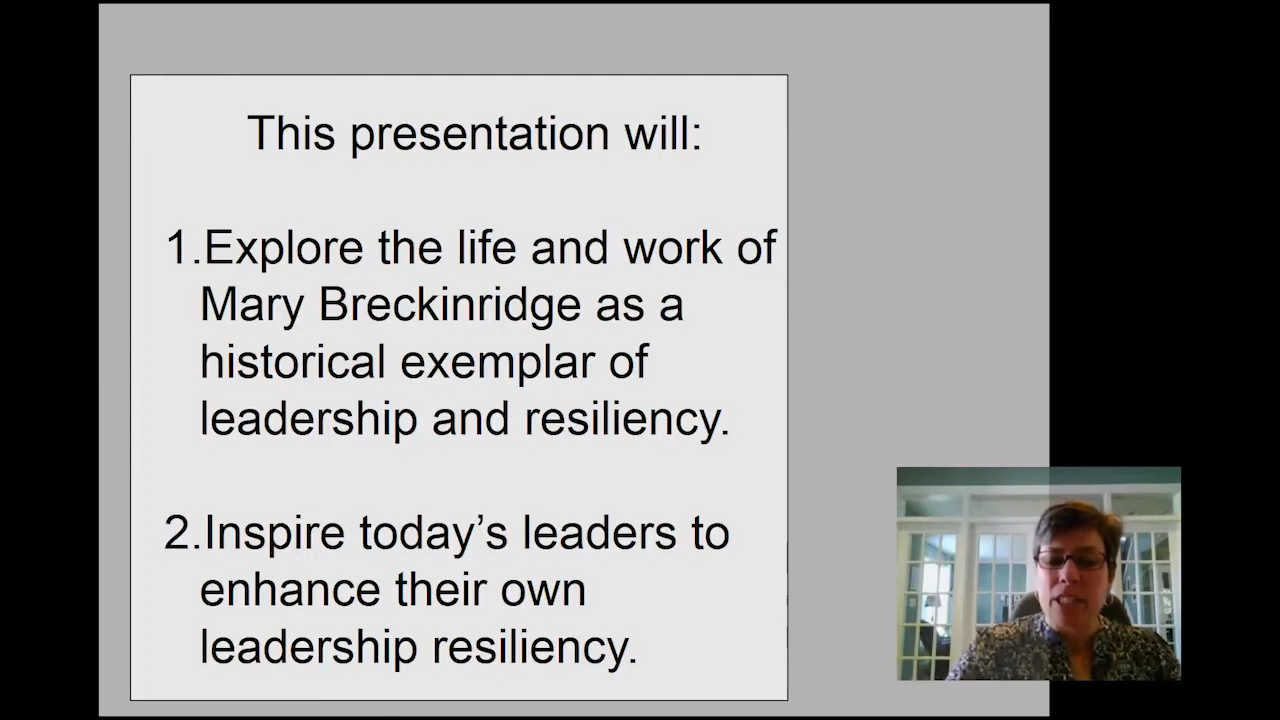 This presentation will:
1.Explore the life and work of
Mary Breckinridge as a
historical exemplar of
leadership and resiliency.
2.Inspire today’s leaders to
enhance their own
leadership resiliency.